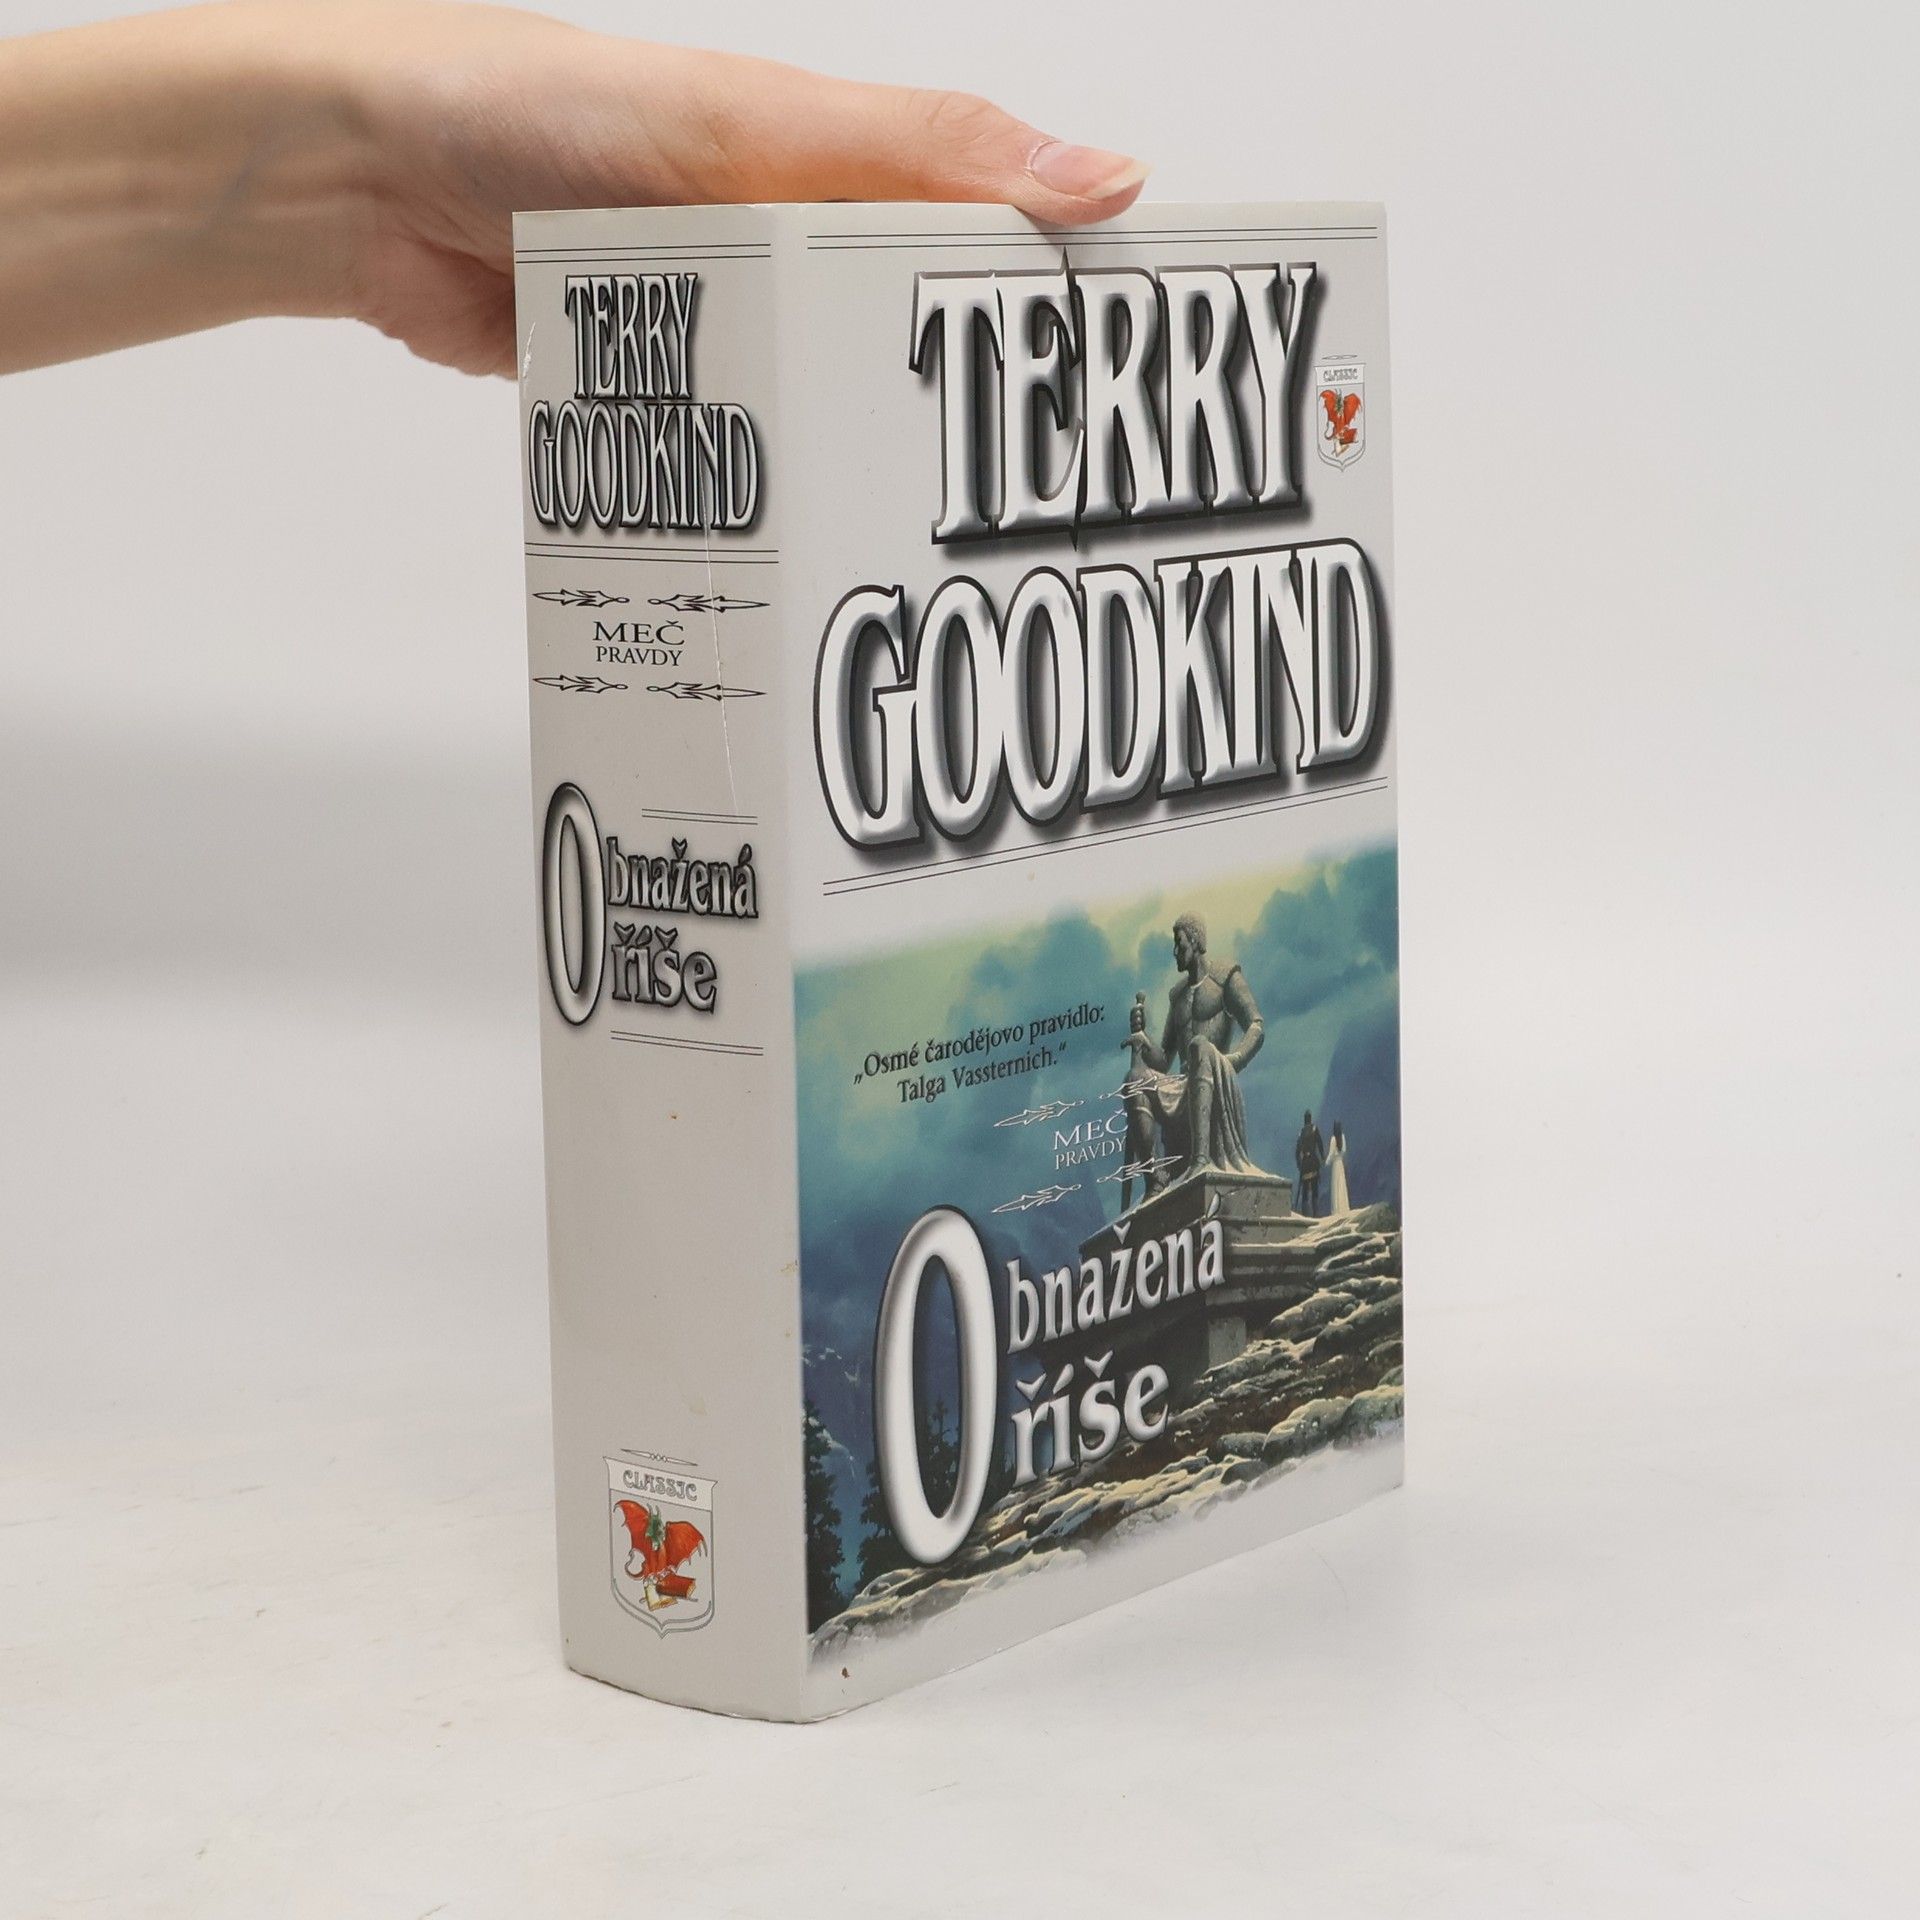 TERRY
GOODKIND
MEČ
PRAVDY
Obnažená
říše
CLASSIC
TERRY
GOODKIND
CLASSIC
„Osmé čarodějovo pravidlo:
Talga Vassternich.“
MEČ
PRAVDY
Obnažená
říše